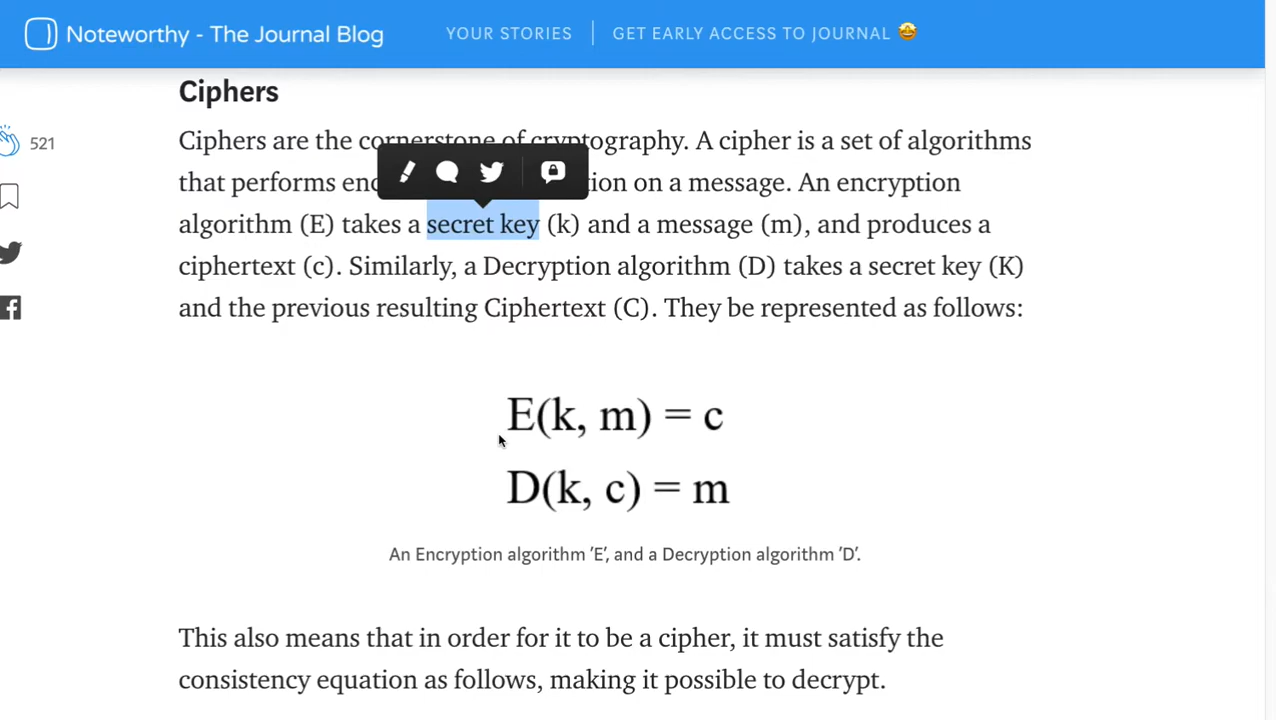 Noteworthy - The Journal Blog
YOUR STORIES
GET EARLY ACCESS TO JOURNAL 🤩
Ciphers
521
Ciphers are the cornerstone of cryptography. A cipher is a set of algorithms
that performs tion on a message. An encryption
algorithm (E) takes a secret key (k) and a message (m), and produces a
ciphertext (c). Similarly, a Decryption algorithm (D) takes a secret key (K)
and the previous resulting Ciphertext (C). They be represented as follows:
E(k, m) = c
D(k, c) = m
An Encryption algorithm ‘E’, and a Decryption algorithm ‘D’.
This also means that in order for it to be a cipher, it must satisfy the
consistency equation as follows, making it possible to decrypt.